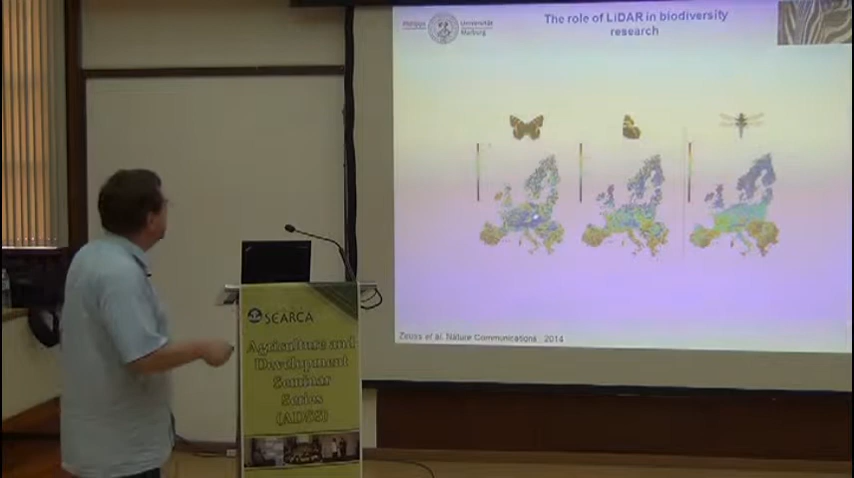 Philipps
Universität
Marburg
The role of LiDAR in biodiversity
research
Zeuss et al. Nature Communications, 2014
SEARCA
Agriculture and
Development
Seminar
Series
(ADSS)